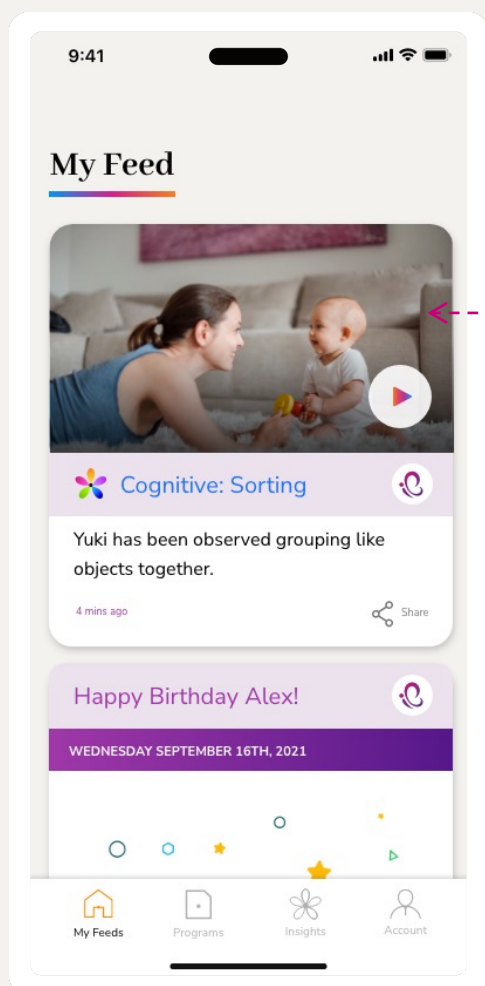 9:41
My Feed
Cognitive: Sorting
Yuki has been observed grouping like
objects together.
4 mins ago
Share
Happy Birthday Alex!
WEDNESDAY SEPTEMBER 16TH, 2021
My Feeds
Programs
Insights
Account